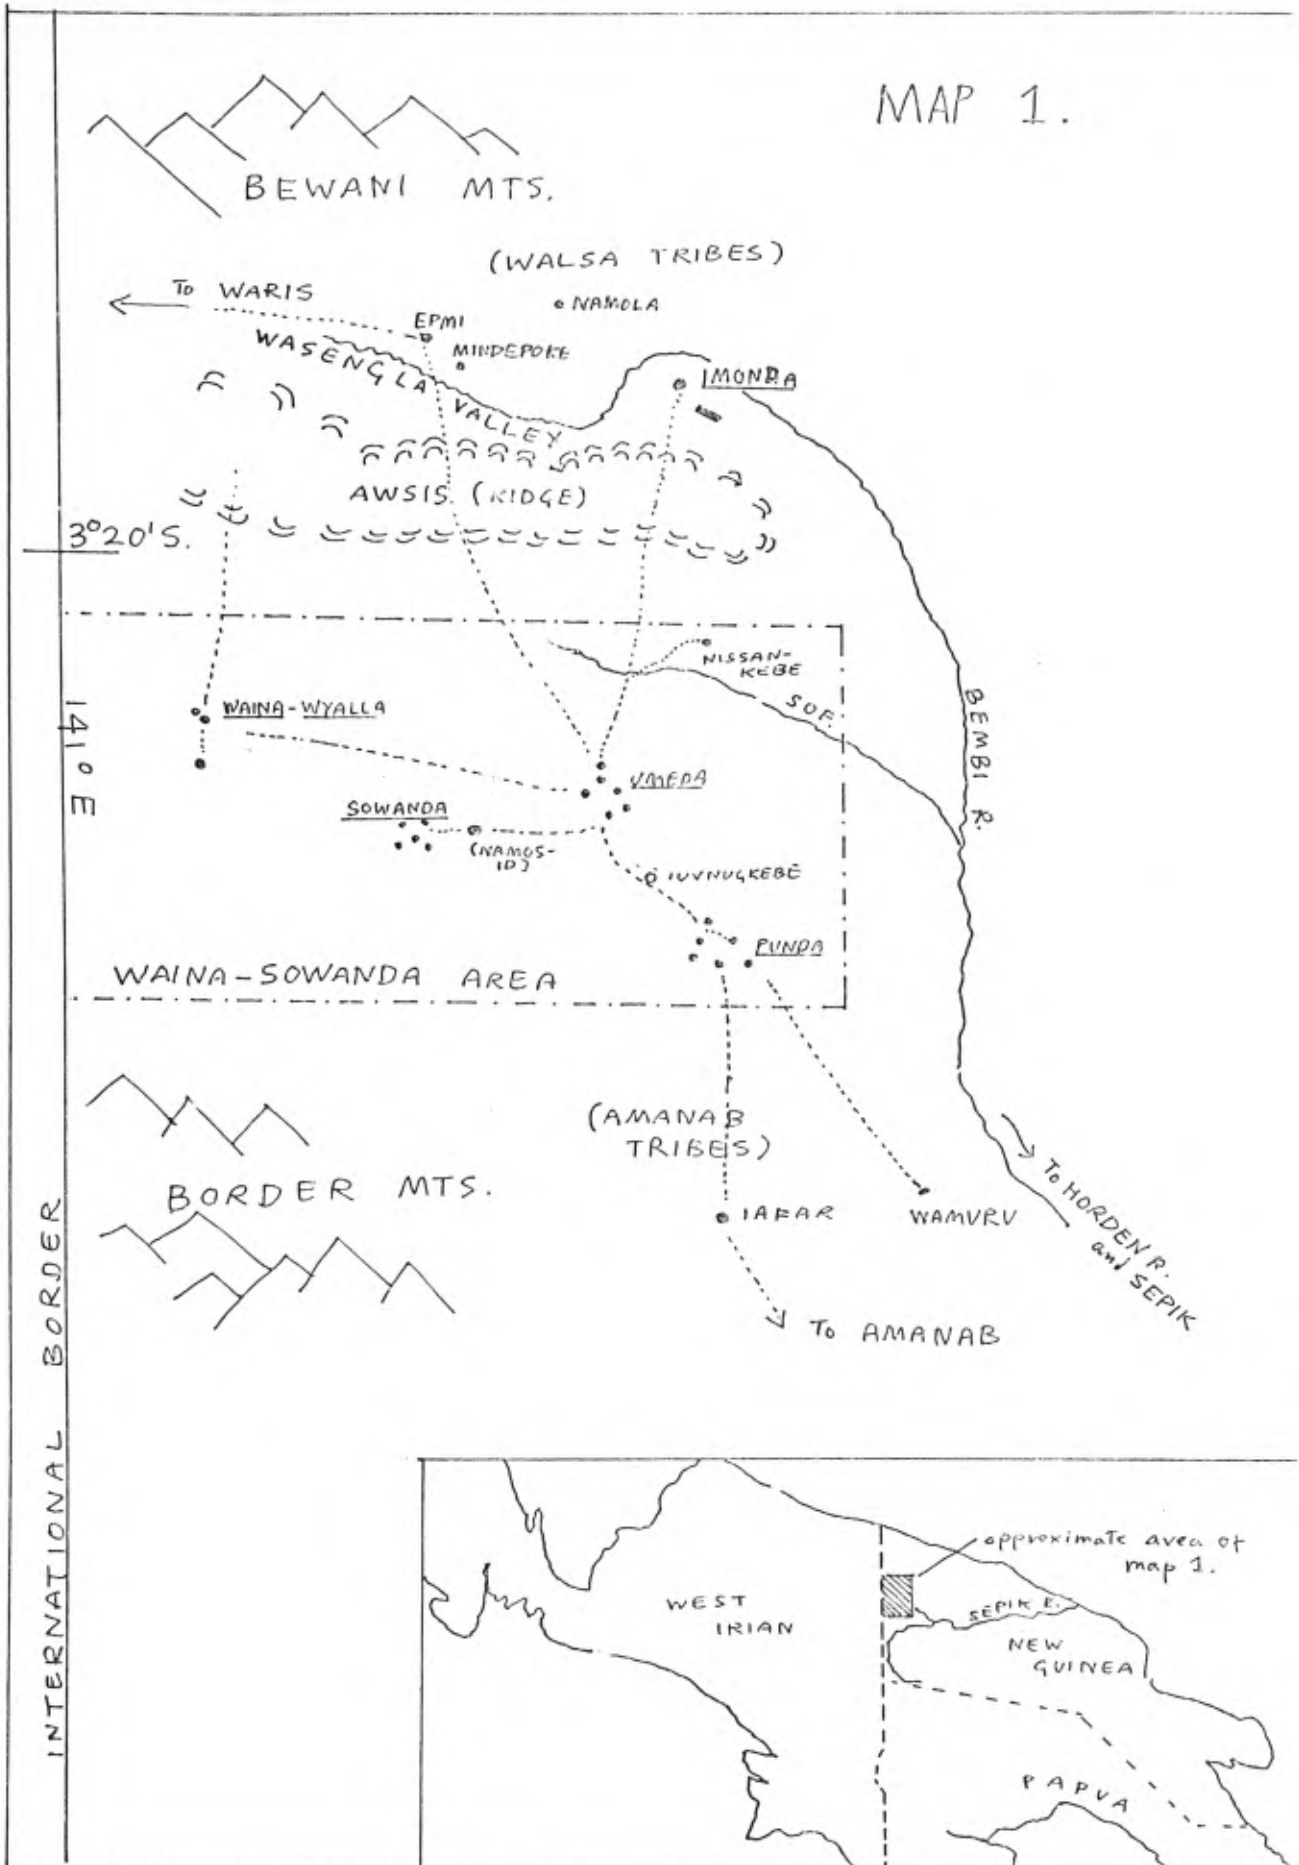 MAP 1.
BEWANI MTS.
(WALSA TRIBES)
To WARIS
NAMOLA
EPMI
MINDEPOKE
WASENGLA VALLEY
IMONDA
AWSIS (RIDGE)
3°20'S.
NISSAN-
KEBE
SOF.
BEMBI R.
WAINA-WYALLA
141° E
UMEDA
SOWANDA
(NAMOS-
ID)
IUVNUGKEBE
PUNDA
WAINA-SOWANDA AREA
(AMANAB
TRIBES)
BORDER MTS.
IAFAR
WAMURU
To HORDEN R.
and SEPIK
To AMANAB
INTERNATIONAL BORDER
approximate area of
map 1.
WEST
IRIAN
SEPIK R.
NEW
GUINEA
PAPUA